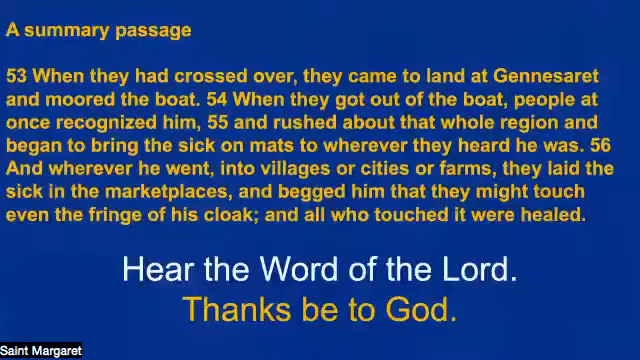 A summary passage
53 When they had crossed over, they came to land at Gennesaret
and moored the boat. 54 When they got out of the boat, people at
once recognized him, 55 and rushed about that whole region and
began to bring the sick on mats to wherever they heard he was. 56
And wherever he went, into villages or cities or farms, they laid the
sick in the marketplaces, and begged him that they might touch
even the fringe of his cloak; and all who touched it were healed.
Hear the Word of the Lord.
Thanks be to God.
Saint Margaret